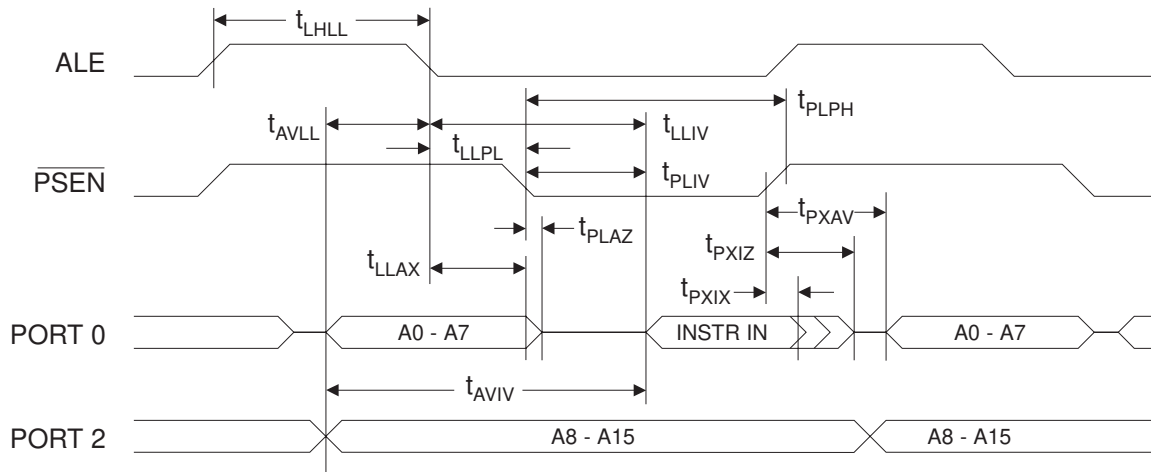 tLHLL
ALE
tPLPH
tAVLL
tLLIV
tLLPL
PSEN
tPLIV
tPXAV
tPLAZ
tPXIZ
tLLAX
tPXIX
PORT 0
A0 - A7
INSTR IN
A0 - A7
tAVIV
PORT 2
A8 - A15
A8 - A15